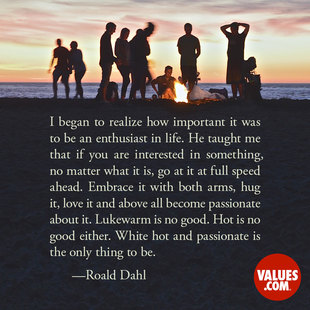 I began to realize how important it was
to be an enthusiast in life. He taught me
that if you are interested in something,
no matter what it is, go at it at full speed
ahead. Embrace it with both arms, hug
it, love it and above all become passionate
about it. Lukewarm is no good. Hot is no
good either. White hot and passionate is
the only thing to be.
—Roald Dahl
VALUES
.COM